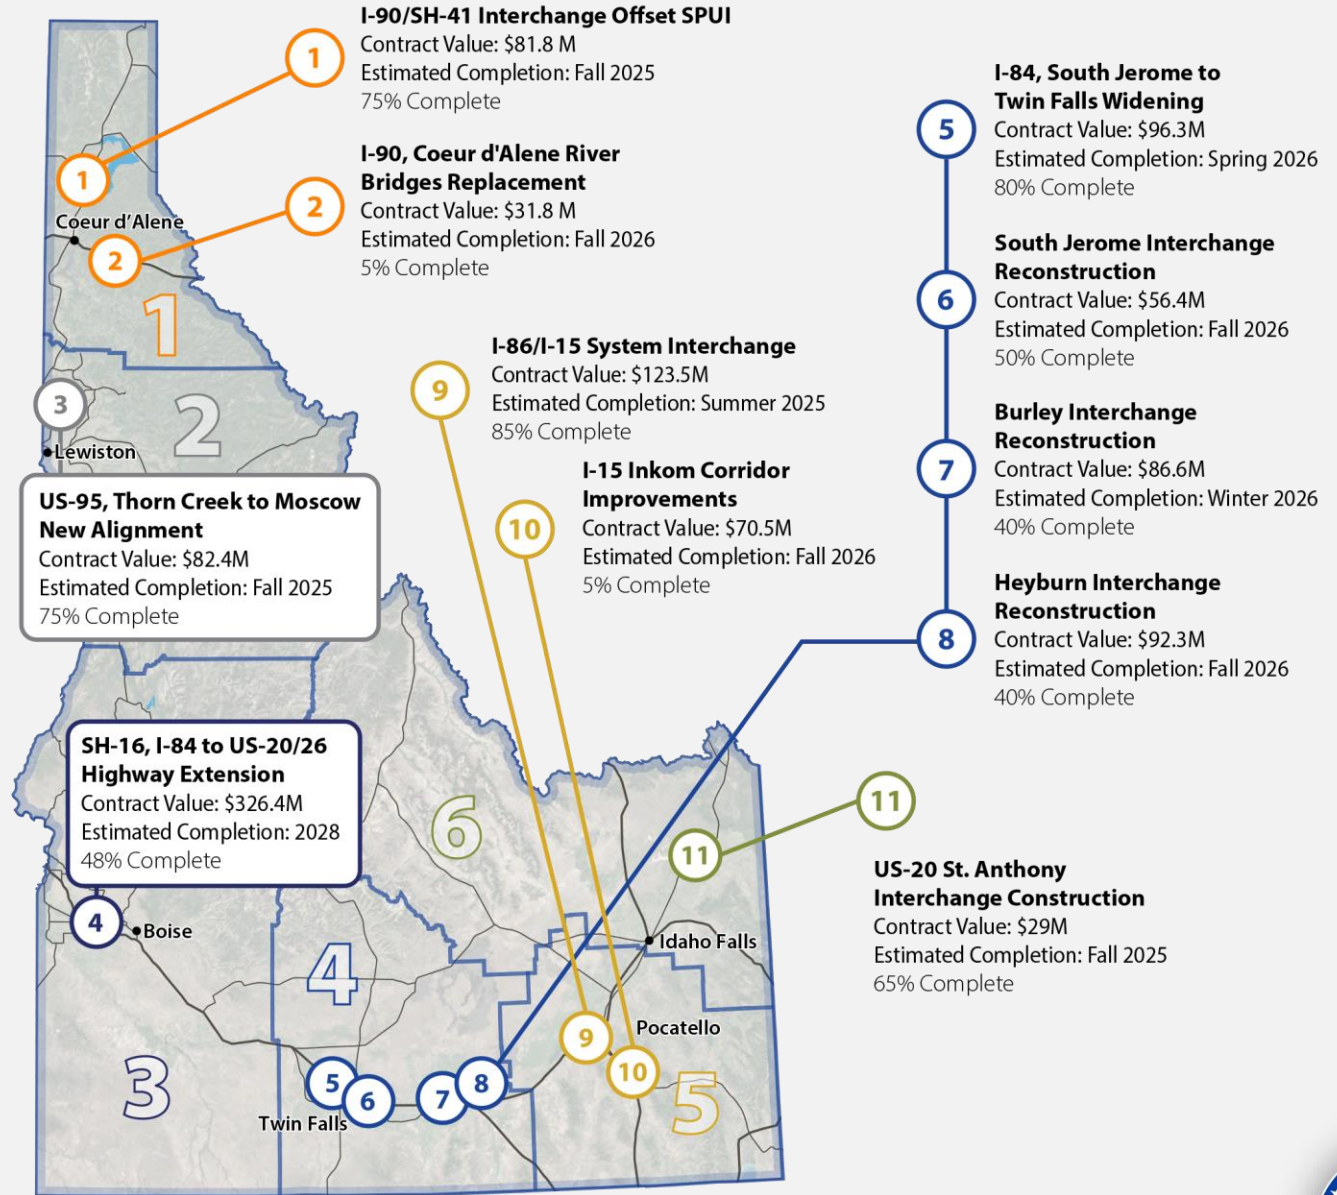 1
I-90/SH-41 Interchange Offset SPUI
Contract Value: $81.8 M
Estimated Completion: Fall 2025
75% Complete
2
I-90, Coeur d'Alene River
Bridges Replacement
Contract Value: $31.8 M
Estimated Completion: Fall 2026
5% Complete
5
I-84, South Jerome to
Twin Falls Widening
Contract Value: $96.3M
Estimated Completion: Spring 2026
80% Complete
6
South Jerome Interchange
Reconstruction
Contract Value: $56.4M
Estimated Completion: Fall 2026
50% Complete
7
Burley Interchange
Reconstruction
Contract Value: $86.6M
Estimated Completion: Winter 2026
40% Complete
8
Heyburn Interchange
Reconstruction
Contract Value: $92.3M
Estimated Completion: Fall 2026
40% Complete
9
I-86/I-15 System Interchange
Contract Value: $123.5M
Estimated Completion: Summer 2025
85% Complete
10
I-15 Inkom Corridor
Improvements
Contract Value: $70.5M
Estimated Completion: Fall 2026
5% Complete
1
Coeur d’Alene
2
1
3
2
Lewiston
US-95, Thorn Creek to Moscow
New Alignment
Contract Value: $82.4M
Estimated Completion: Fall 2025
75% Complete
SH-16, I-84 to US-20/26
Highway Extension
Contract Value: $326.4M
Estimated Completion: 2028
48% Complete
4
Boise
6
11
11
US-20 St. Anthony
Interchange Construction
Contract Value: $29M
Estimated Completion: Fall 2025
65% Complete
Idaho Falls
4
3
5
6
7
8
Twin Falls
9
Pocatello
10
5